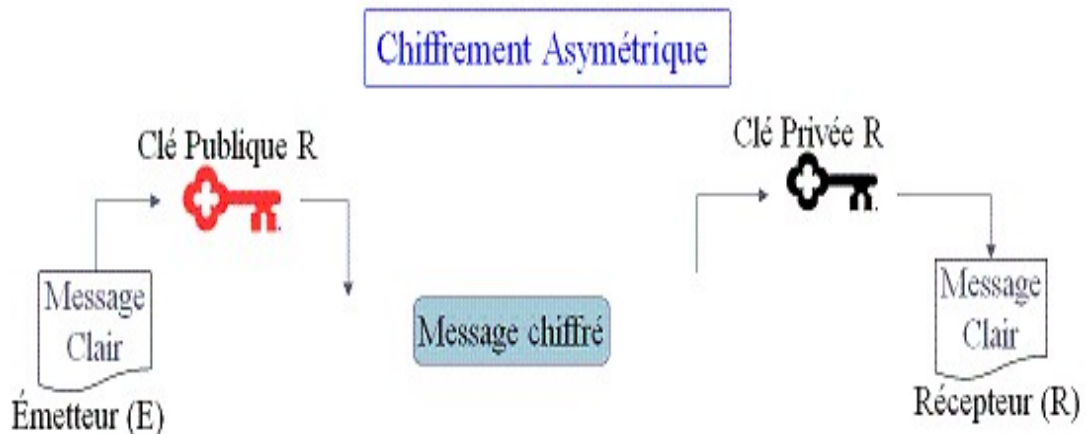 Chiffrement Asymétrique
Clé Publique R
Clé Privée R
Message
Clair
Message chiffré
Message
Clair
Émetteur (E)
Récepteur (R)